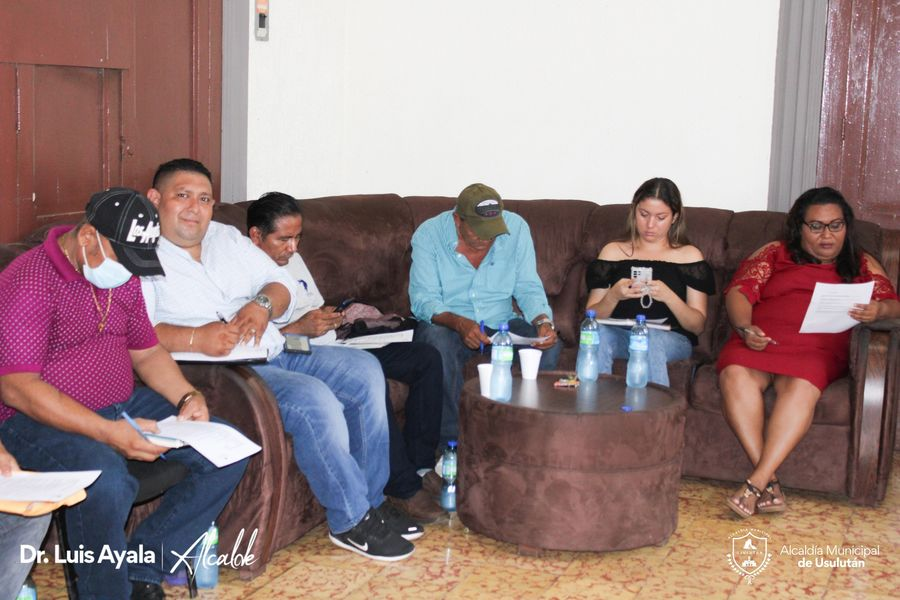 Dr. Luis Ayala | Alcalde
Alcaldía Municipal
de Usulután